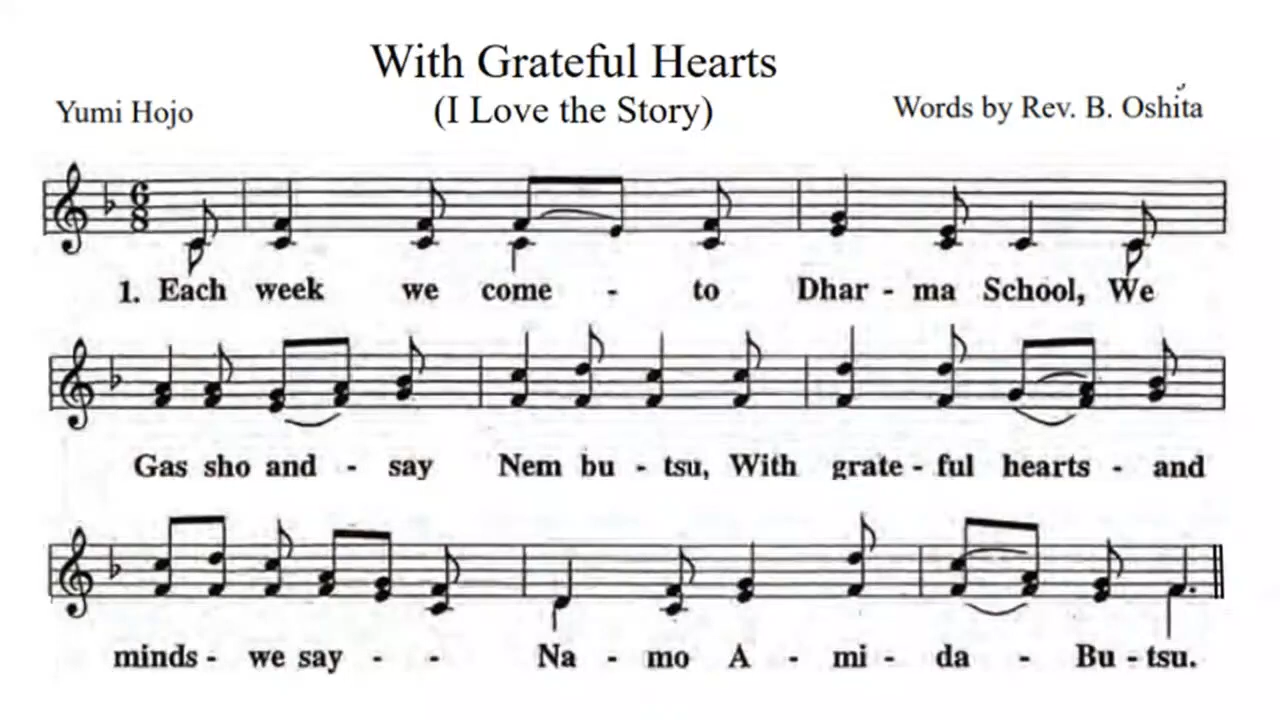 With Grateful Hearts
Yumi Hojo
(I Love the Story)
Words by Rev. B. Oshita
6
8
1. Each week we come - to Dhar - ma School, We
Gas sho and - say Nem bu - tsu, With grate - ful hearts - and
minds - we say - - Na - mo A - mi - da - Bu - tsu.